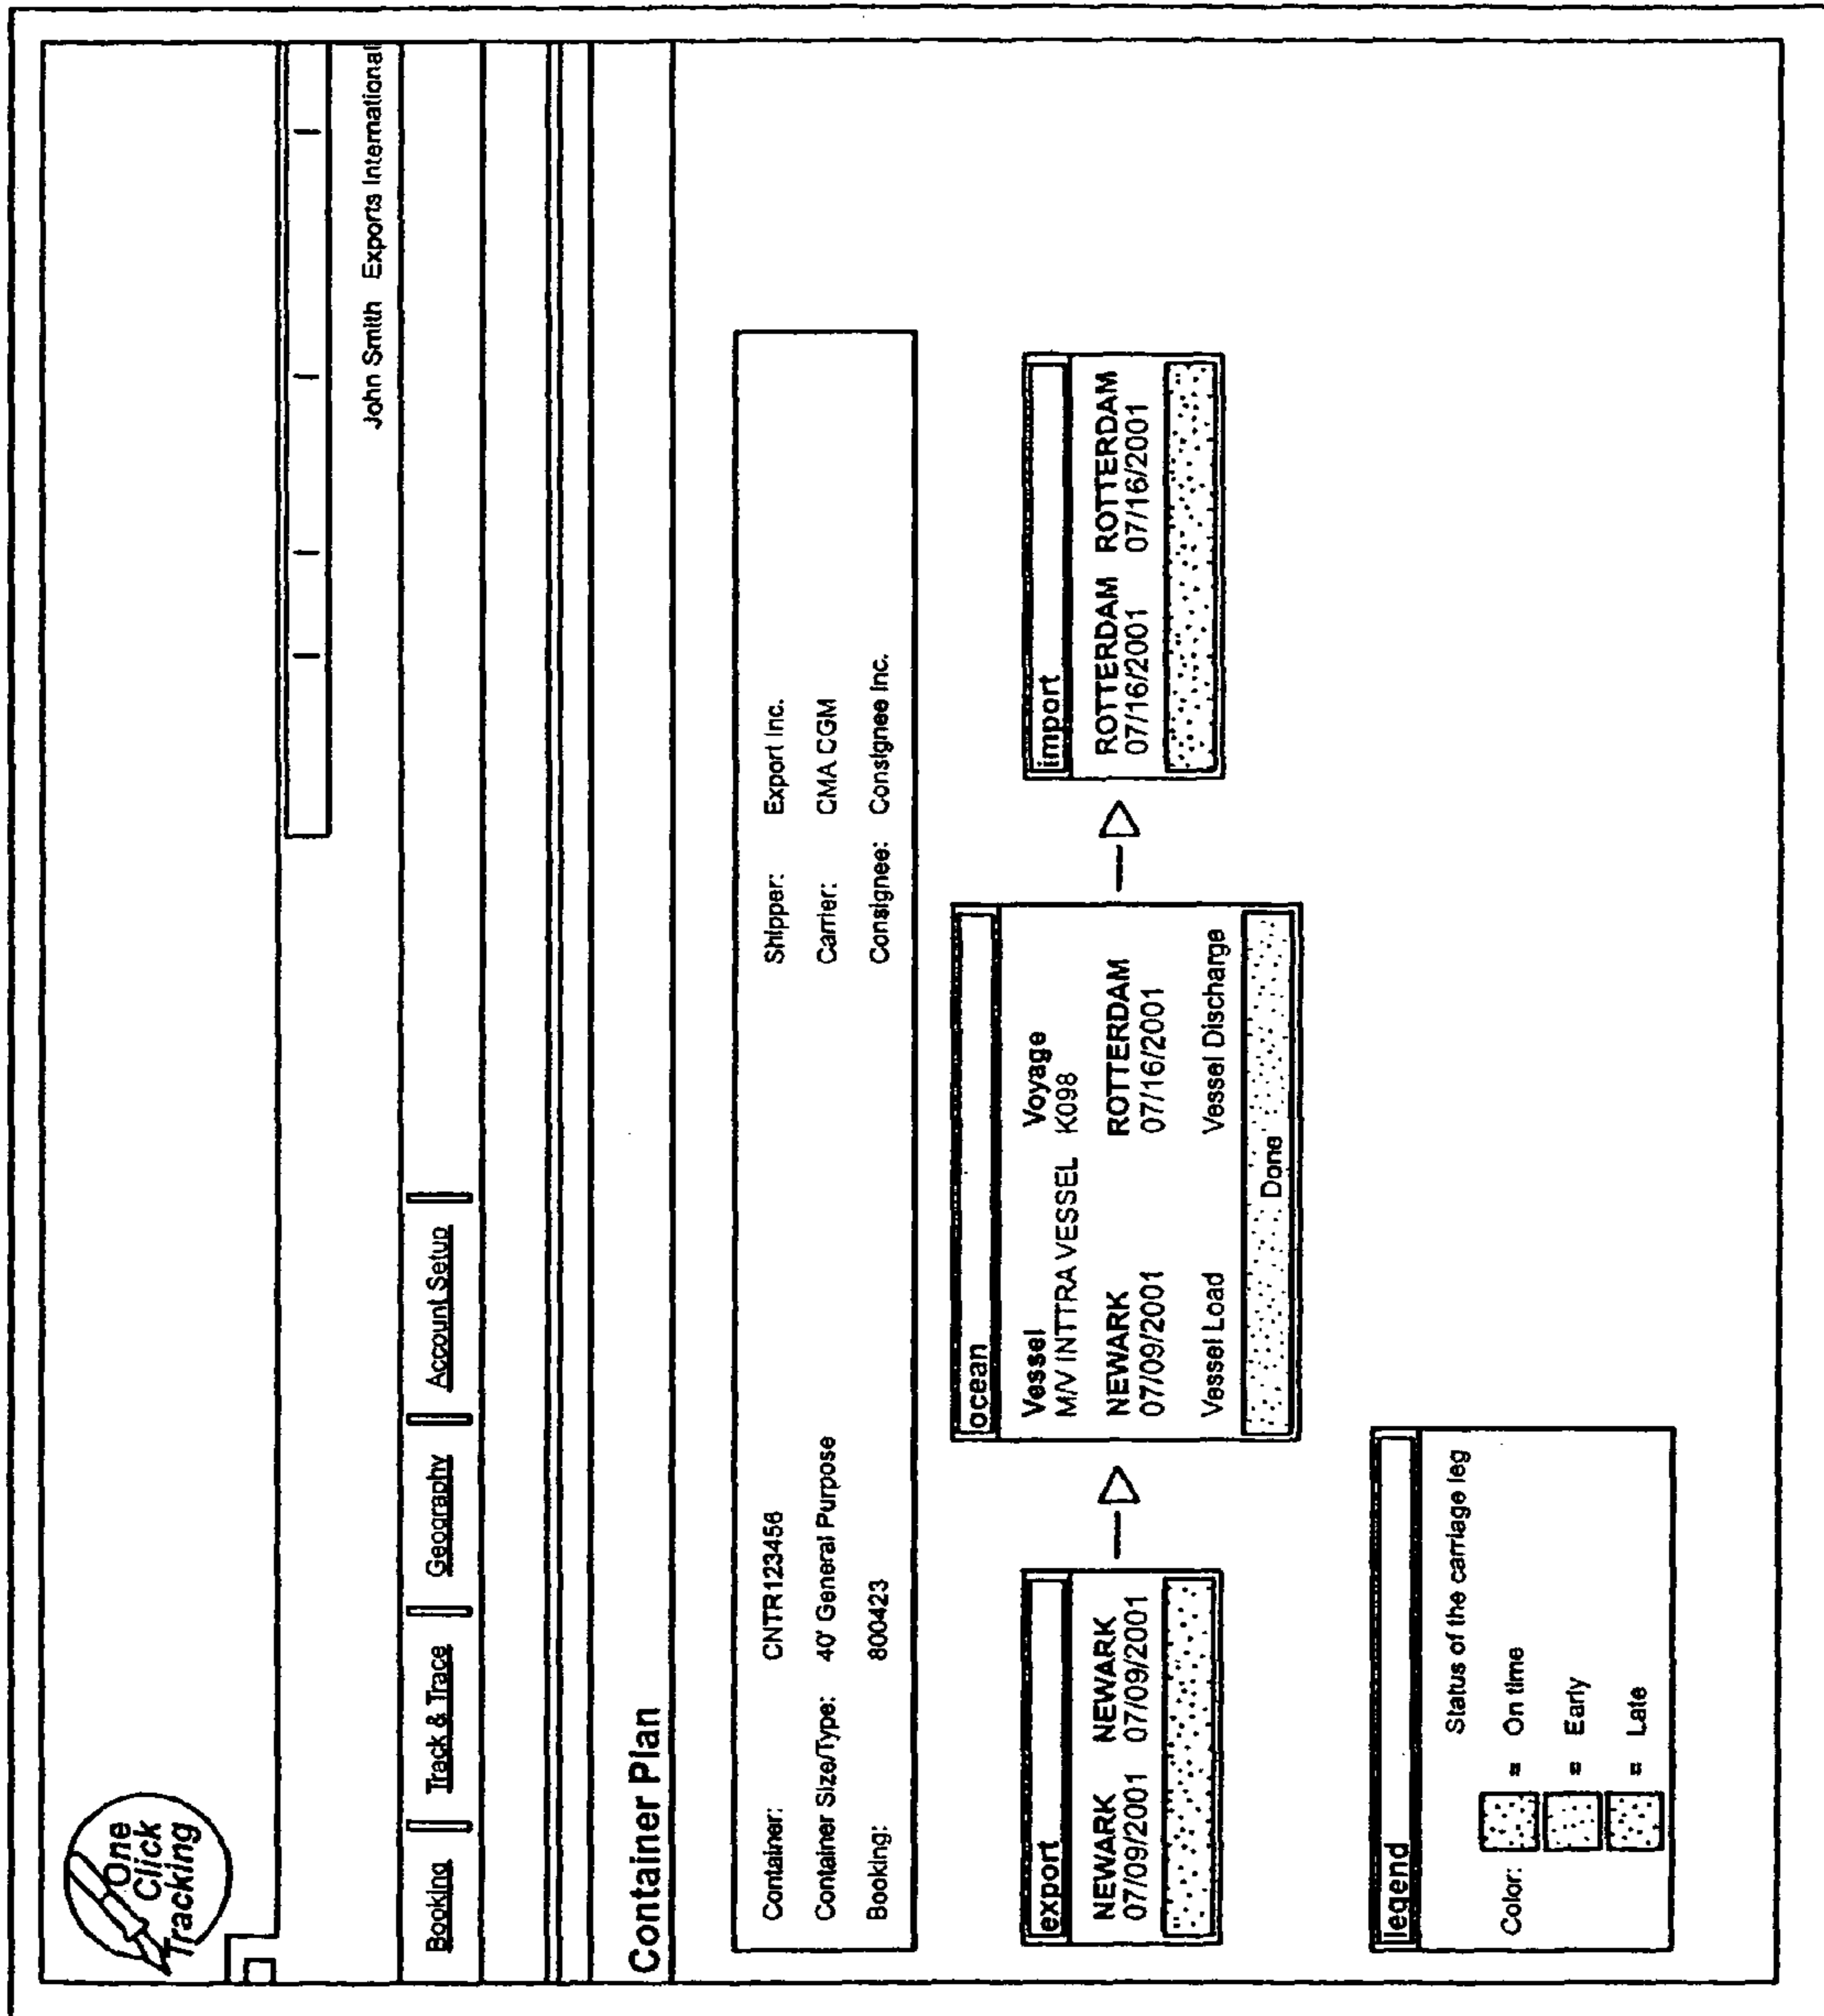 One
Click
Tracking
John Smith Exports International
Booking Track & Trace Geography Account Setup
Container Plan
Container: CNTR123456 Shipper: Export Inc.
Container Size/Type: 40' General Purpose Carrier: CMA CGM
Booking: 800423 Consignee: Consignee Inc.
export
NEWARK NEWARK
07/09/2001 07/09/2001
ocean
Vessel Voyage
M/V INTTRA VESSEL K098
NEWARK ROTTERDAM
07/09/2001 07/16/2001
Vessel Load Vessel Discharge
Done
import
ROTTERDAM ROTTERDAM
07/16/2001 07/16/2001
legend
Status of the carriage leg
Color: = On time
= Early
= Late